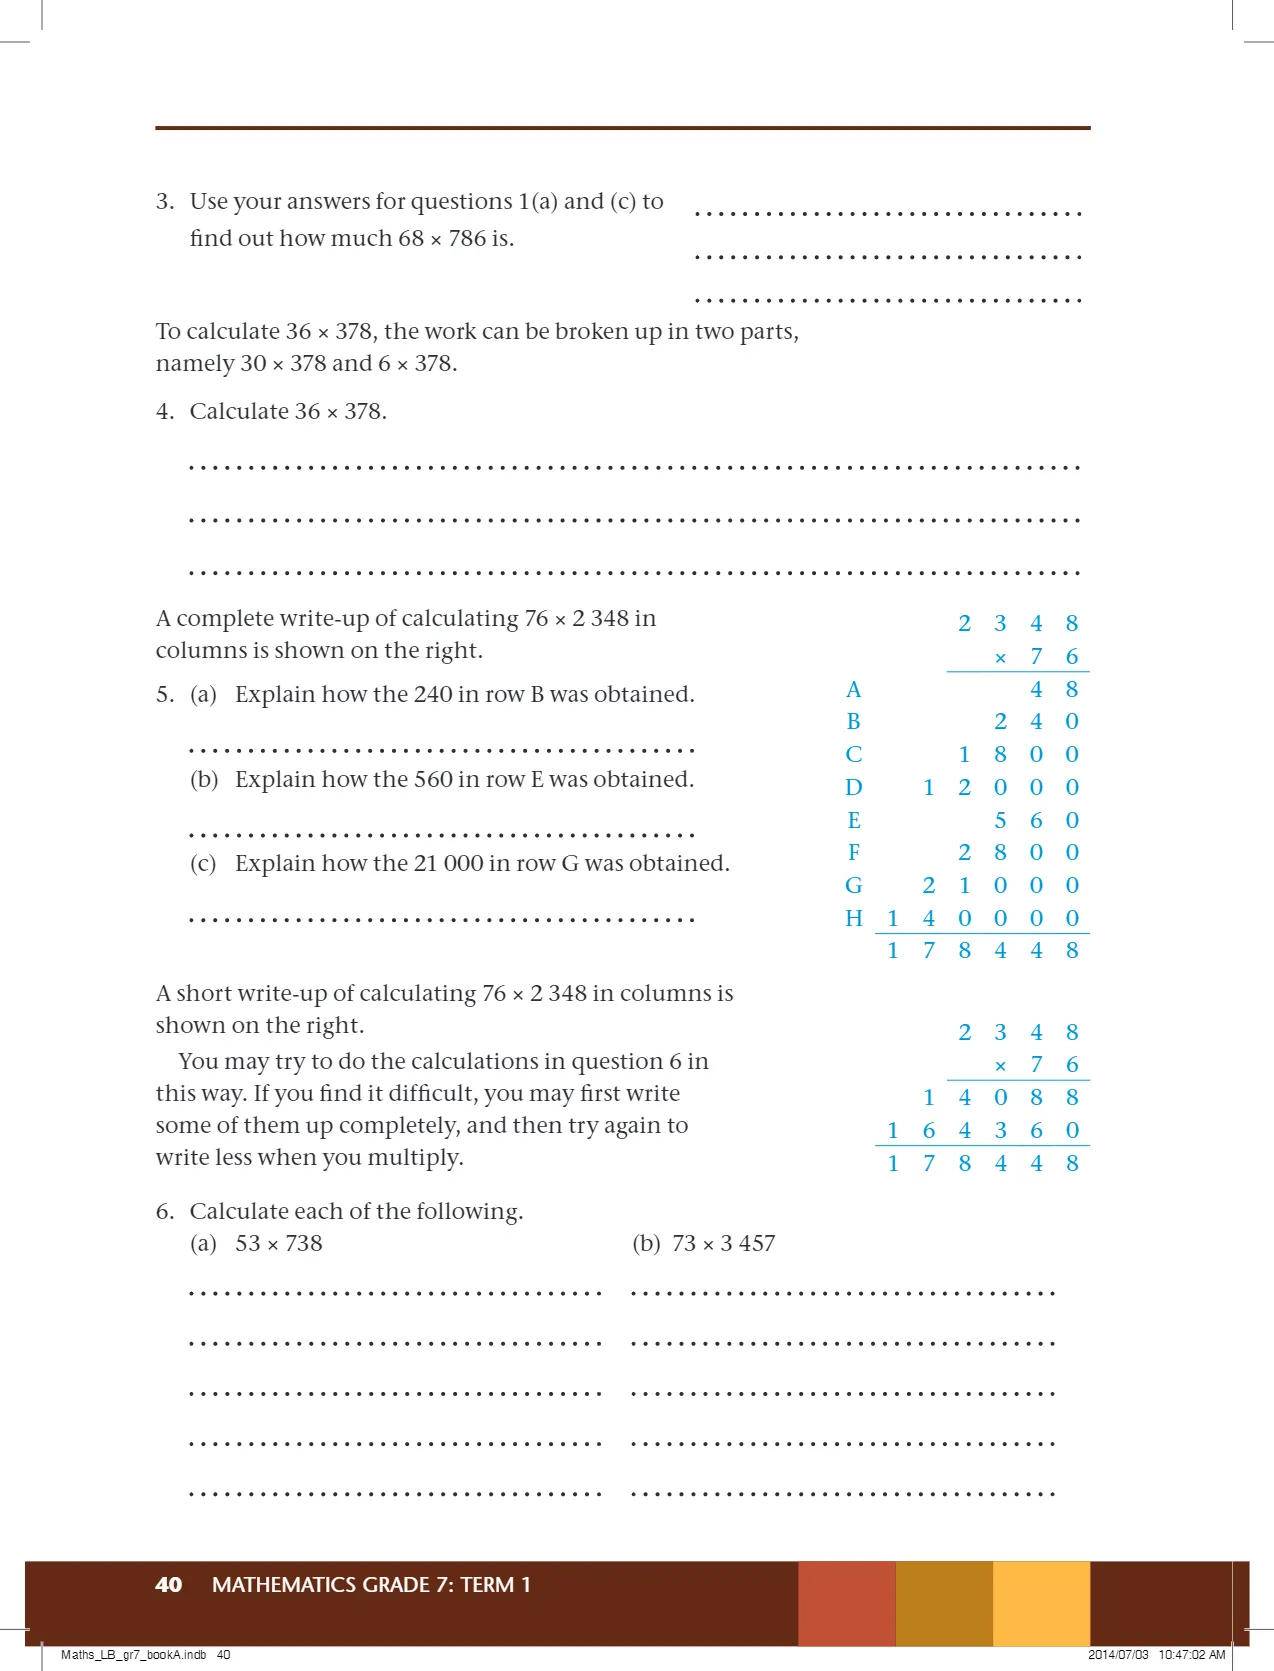 3. Use your answers for questions 1(a) and (c) to
find out how much 68 × 786 is.
To calculate 36 × 378, the work can be broken up in two parts,
namely 30 × 378 and 6 × 378.
4. Calculate 36 × 378.
A complete write-up of calculating 76 × 2 348 in
columns is shown on the right.
5. (a) Explain how the 240 in row B was obtained.
(b) Explain how the 560 in row E was obtained.
(c) Explain how the 21 000 in row G was obtained.
2 3 4 8
× 7 6
A 4 8
B 2 4 0
C 1 8 0 0
D 1 2 0 0 0
E 5 6 0
F 2 8 0 0
G 2 1 0 0 0
H 1 4 0 0 0 0
1 7 8 4 4 8
A short write-up of calculating 76 × 2 348 in columns is
shown on the right.
You may try to do the calculations in question 6 in
this way. If you find it difficult, you may first write
some of them up completely, and then try again to
write less when you multiply.
2 3 4 8
× 7 6
1 4 0 8 8
1 6 4 3 6 0
1 7 8 4 4 8
6. Calculate each of the following.
(a) 53 × 738 (b) 73 × 3 457
40 MATHEMATICS GRADE 7: TERM 1
Maths_LB_gr7_bookA.indb 40 2014/07/03 10:47:02 AM